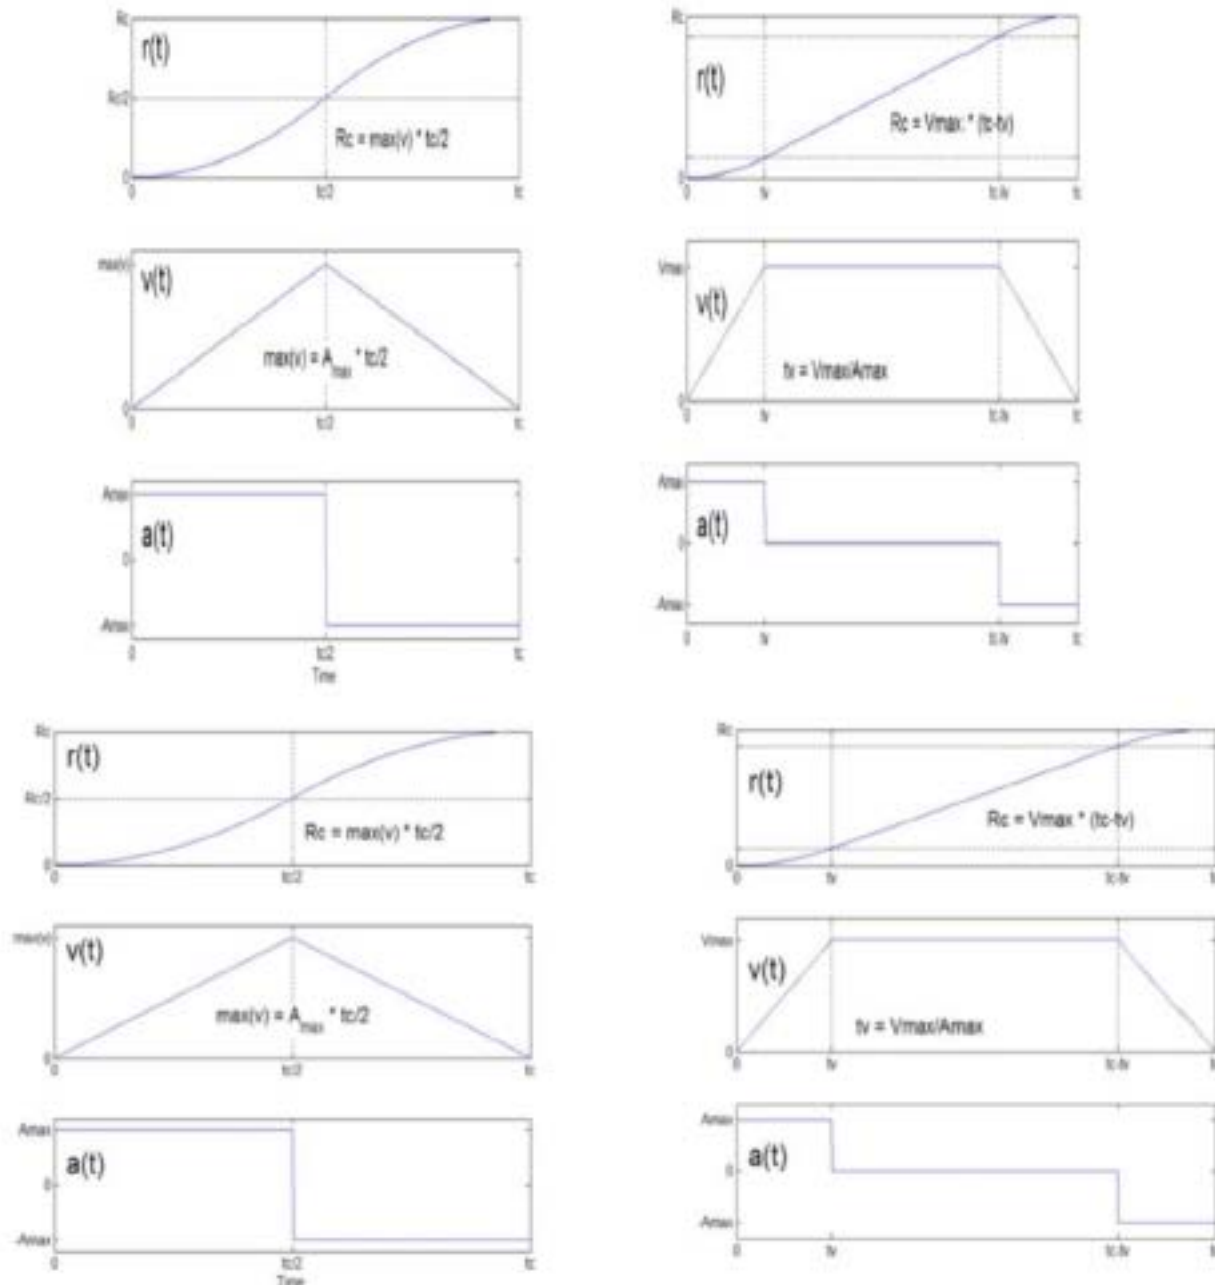 Rc
r(t)
Rc/2
Rc = max(v) * tc/2
0
0 tc/2 tc
max(v)
v(t)
max(v) = Amax * tc/2
0
0 tc/2 tc
Amax
a(t)
0
-Amax
0 tc/2 tc
Time
Rc
r(t)
Rc = Vmax * (tc-tv)
0
0 tv tc-tv tc
Vmax
v(t)
tv = Vmax/Amax
0
0 tv tc-tv tc
Amax
a(t)
0
-Amax
0 tv tc-tv tc
Rc
r(t)
Rc/2
Rc = max(v) * tc/2
0
0 tc/2 tc
max(v)
v(t)
max(v) = Amax * tc/2
0
0 tc/2 tc
Amax
a(t)
0
-Amax
0 tc/2 tc
Time
Rc
r(t)
Rc = Vmax * (tc-tv)
0
0 tv tc-tv
Vmax
v(t)
tv = Vmax/Amax
0
0 tv tc-tv
Amax
a(t)
0
-Amax
0 tv tc-tv